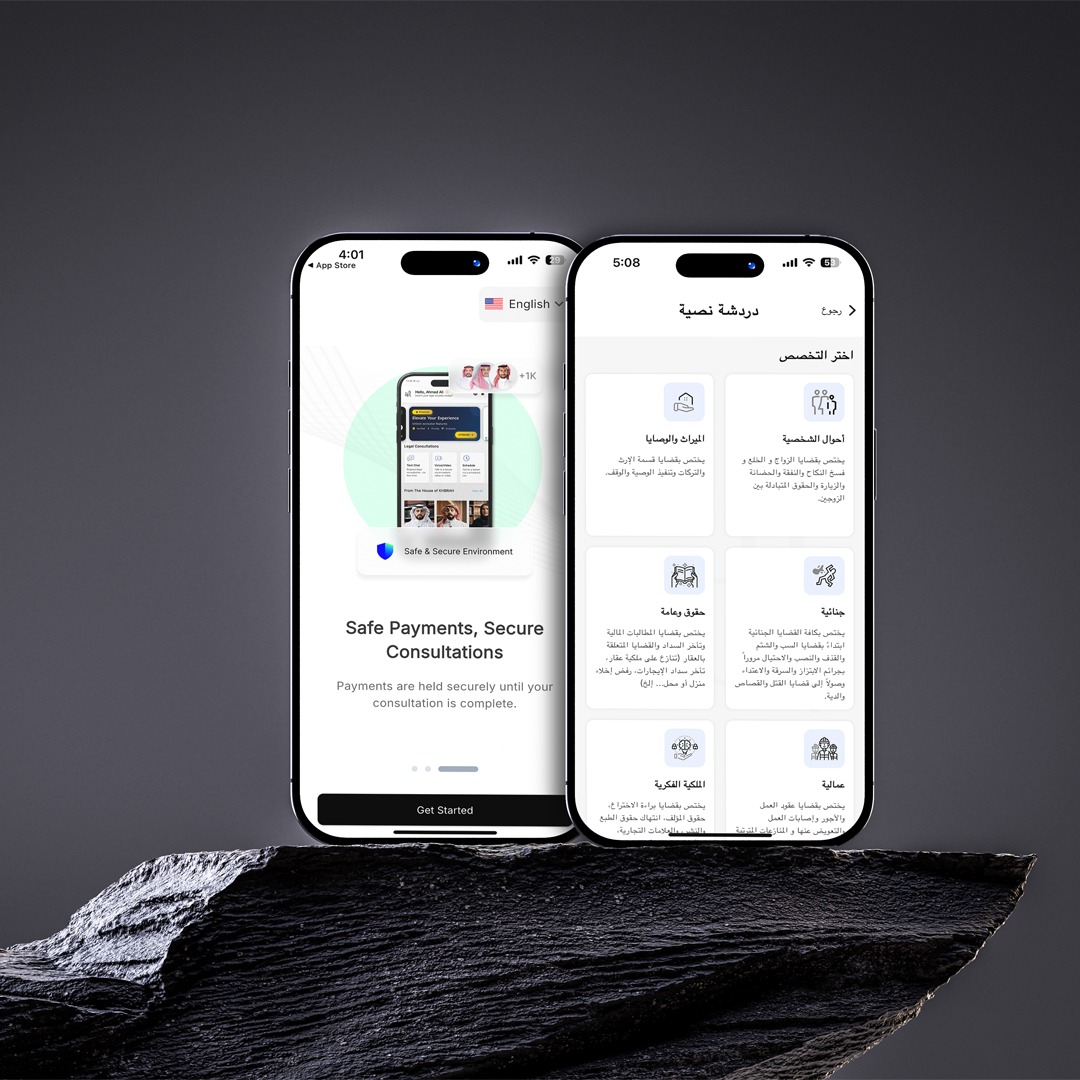 4:01
App Store
29
English
+1K
Hello, Ahmad Ali
Elevate Your Experience
Legal Consultations
Text Chat
Voice/Video
Schedule
From The House of KHBRAH
Safe & Secure Environment
Safe Payments, Secure
Consultations
Payments are held securely until your
consultation is complete.
Get Started
5:08
53
رجوع
دردشة نصية
اختر التخصص
أحوال الشخصية
يختص بقضايا الزواج و الخلع و
فسخ النكاح والنفقة والحضانة
والزيارة والحقوق المتبادلة بين
الزوجين.
الميراث والوصايا
يختص بقضايا قسمة الإرث
والتركات وتنفيذ الوصية والوقف.
جنائية
يختص بكافة القضايا الجنائية
ابتداءً بقضايا السب والشتم
والقذف والنصب والاحتيال مروراً
بجرائم الابتزاز والسرقة والاعتداء
وصولاً إلى قضايا القتل والقصاص
والدية.
حقوق وعامة
يختص بقضايا المطالبات المالية
وتأخر السداد والقضايا المتعلقة
بالعقار (تنازع على ملكية عقار،
تأخر سداد الإيجارات، رفض إخلاء
منزل أو محل... إلخ)
عمالية
يختص بقضايا عقود العمل
والأجور وإصابات العمل
والتعويض عنها و المنازعات المترتبة
الملكية الفكرية
يختص بقضايا براءة الاختراع،
حقوق المؤلف، انتهاك حقوق الطبع
والنشر، والعلامات التجارية،